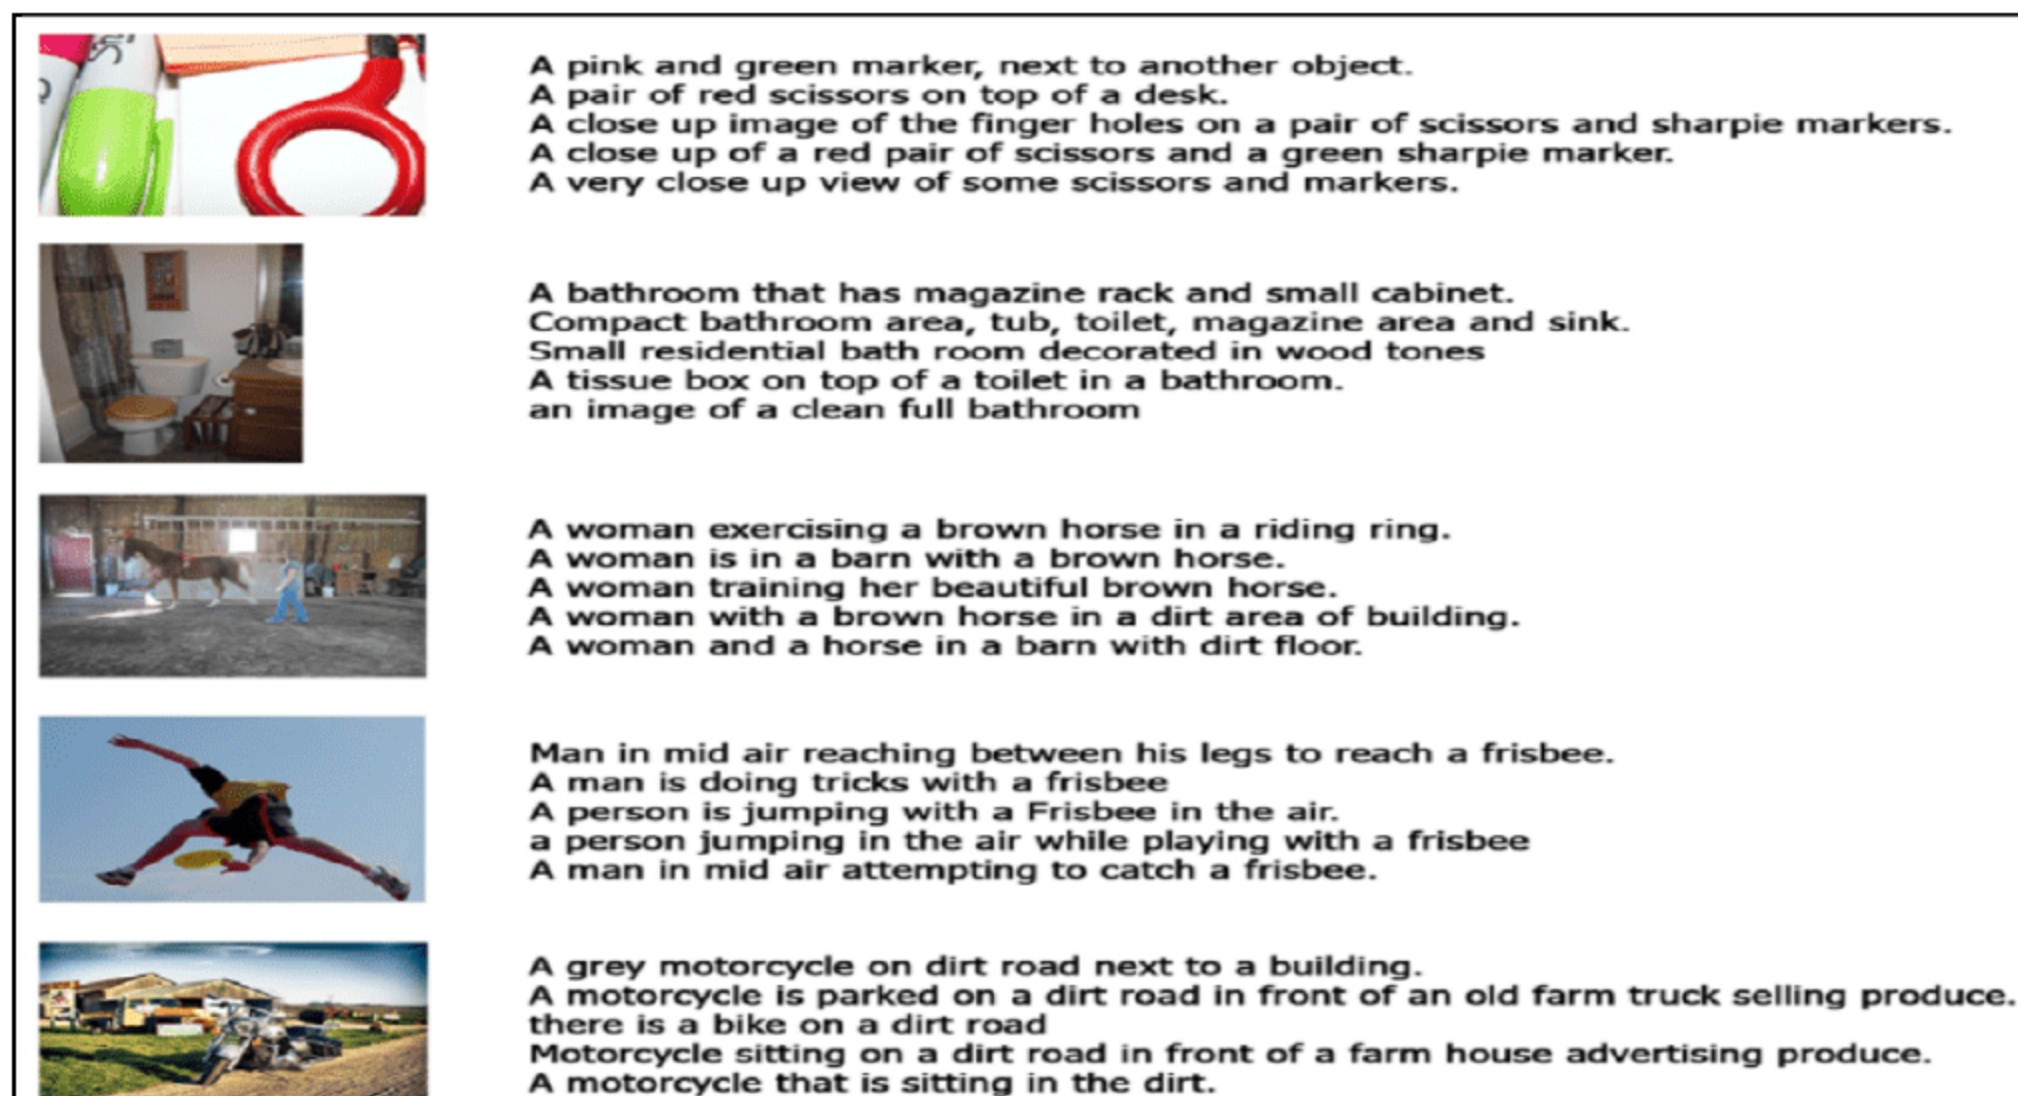 A pink and green marker, next to another object.
A pair of red scissors on top of a desk.
A close up image of the finger holes on a pair of scissors and sharpie markers.
A close up of a red pair of scissors and a green sharpie marker.
A very close up view of some scissors and markers.
A bathroom that has magazine rack and small cabinet.
Compact bathroom area, tub, toilet, magazine area and sink.
Small residential bath room decorated in wood tones
A tissue box on top of a toilet in a bathroom.
an image of a clean full bathroom
A woman exercising a brown horse in a riding ring.
A woman is in a barn with a brown horse.
A woman training her beautiful brown horse.
A woman with a brown horse in a dirt area of building.
A woman and a horse in a barn with dirt floor.
Man in mid air reaching between his legs to reach a frisbee.
A man is doing tricks with a frisbee
A person is jumping with a Frisbee in the air.
a person jumping in the air while playing with a frisbee
A man in mid air attempting to catch a frisbee.
A grey motorcycle on dirt road next to a building.
A motorcycle is parked on a dirt road in front of an old farm truck selling produce.
there is a bike on a dirt road
Motorcycle sitting on a dirt road in front of a farm house advertising produce.
A motorcycle that is sitting in the dirt.